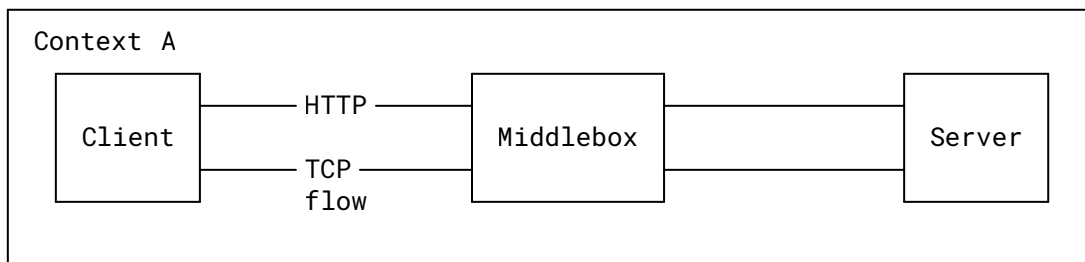 Context A
HTTP
Client
Middlebox
Server
TCP
flow